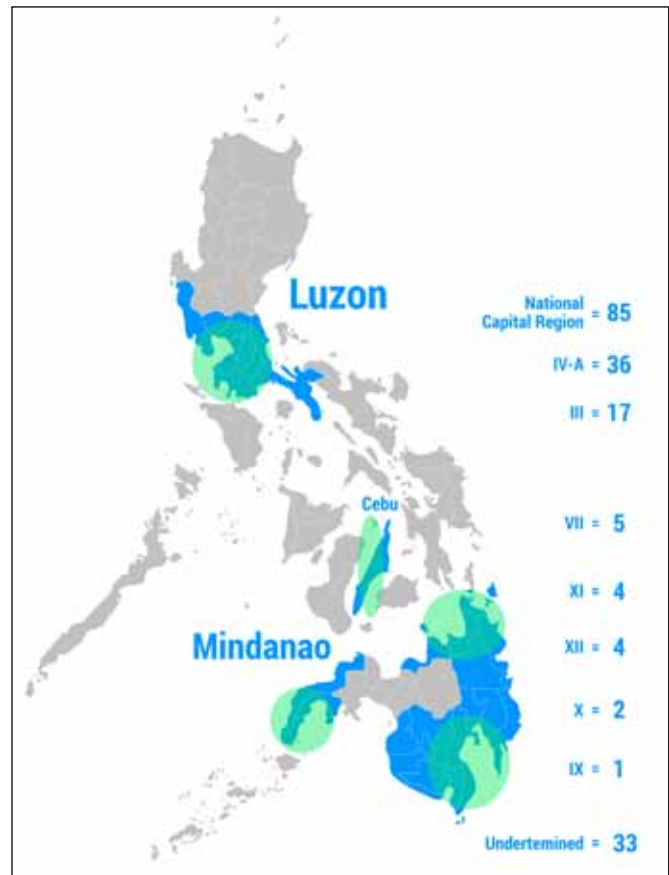 Luzon
National
Capital Region = 85
IV-A = 36
III = 17
Cebu
VII = 5
XI = 4
Mindanao
XII = 4
X = 2
IX = 1
Undertemined = 33